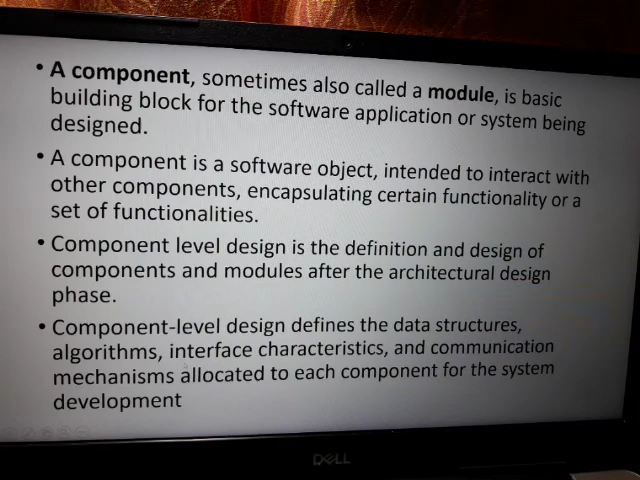 • A component, sometimes also called a module, is basic
building block for the software application or system being
designed.
• A component is a software object, intended to interact with
other components, encapsulating certain functionality or a
set of functionalities.
• Component level design is the definition and design of
components and modules after the architectural design
phase.
• Component-level design defines the data structures,
algorithms, interface characteristics, and communication
mechanisms allocated to each component for the system
development
DELL